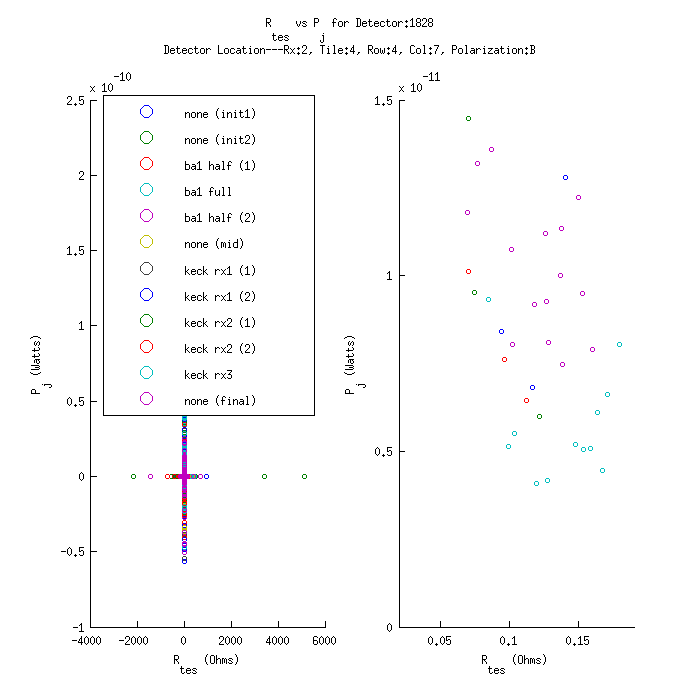 R tes vs P j for Detector:1828
Detector Location---Rx:2, Tile:4, Row:4, Col:7, Polarization:B
x 10^-10
2.5
2
1.5
1
0.5
0
-0.5
-1
-4000 -2000 0 2000 4000 6000
P j (Watts)
R tes (Ohms)
none (init1)
none (init2)
ba1 half (1)
ba1 full
ba1 half (2)
none (mid)
keck rx1 (1)
keck rx1 (2)
keck rx2 (1)
keck rx2 (2)
keck rx3
none (final)
x 10^-11
1.5
1
0.5
0
0.05 0.1 0.15
P j (Watts)
R tes (Ohms)